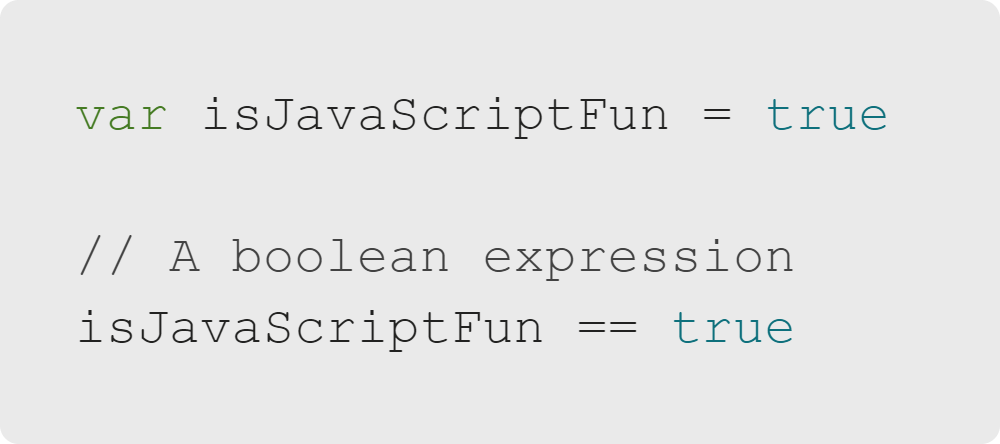 var isJavaScriptFun = true
// A boolean expression
isJavaScriptFun == true